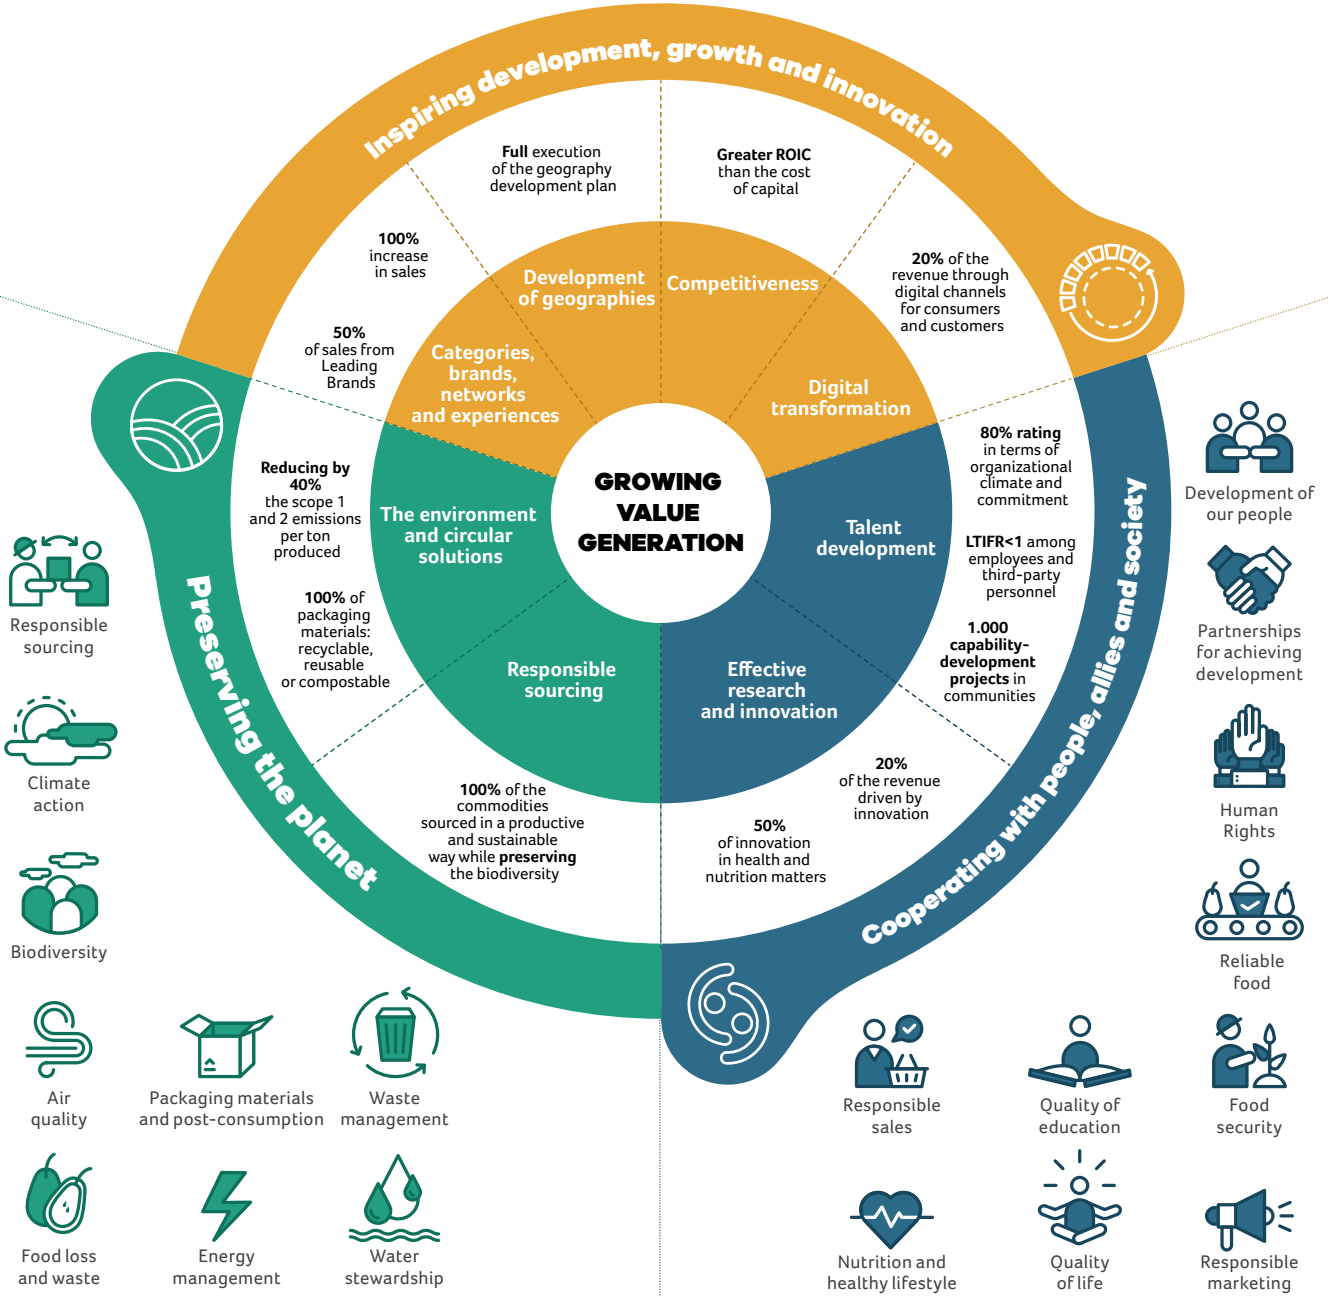 Inspiring development, growth and innovation
Full execution
of the geography
development plan
Greater ROIC
than the cost
of capital
100%
increase
in sales
50%
of sales from
Leading
Brands
20% of the
revenue through
digital channels
for consumers
and customers
Development
of geographies
Competitiveness
Categories,
brands,
networks
and experiences
Digital
transformation
GROWING
VALUE
GENERATION
Preserving the planet
Reducing by
40%
the scope 1
and 2 emissions
per ton
produced
100% of
packaging
materials:
recyclable,
reusable
or compostable
The environment
and circular
solutions
Responsible
sourcing
100% of the
commodities
sourced in a productive
and sustainable
way while preserving
the biodiversity
Cooperating with people, allies and society
Talent
development
80% rating
in terms of
organizational
climate and
commitment
LTIFR<1 among
employees and
third-party
personnel
1.000
capability-
development
projects in
communities
Effective
research
and innovation
20%
of the revenue
driven by
innovation
50%
of innovation
in health and
nutrition matters
Responsible
sourcing
Climate
action
Biodiversity
Air
quality
Packaging materials
and post-consumption
Waste
management
Food loss
and waste
Energy
management
Water
stewardship
Development of
our people
Partnerships
for achieving
development
Human
Rights
Reliable
food
Responsible
sales
Quality of
education
Food
security
Nutrition and
healthy lifestyle
Quality
of life
Responsible
marketing